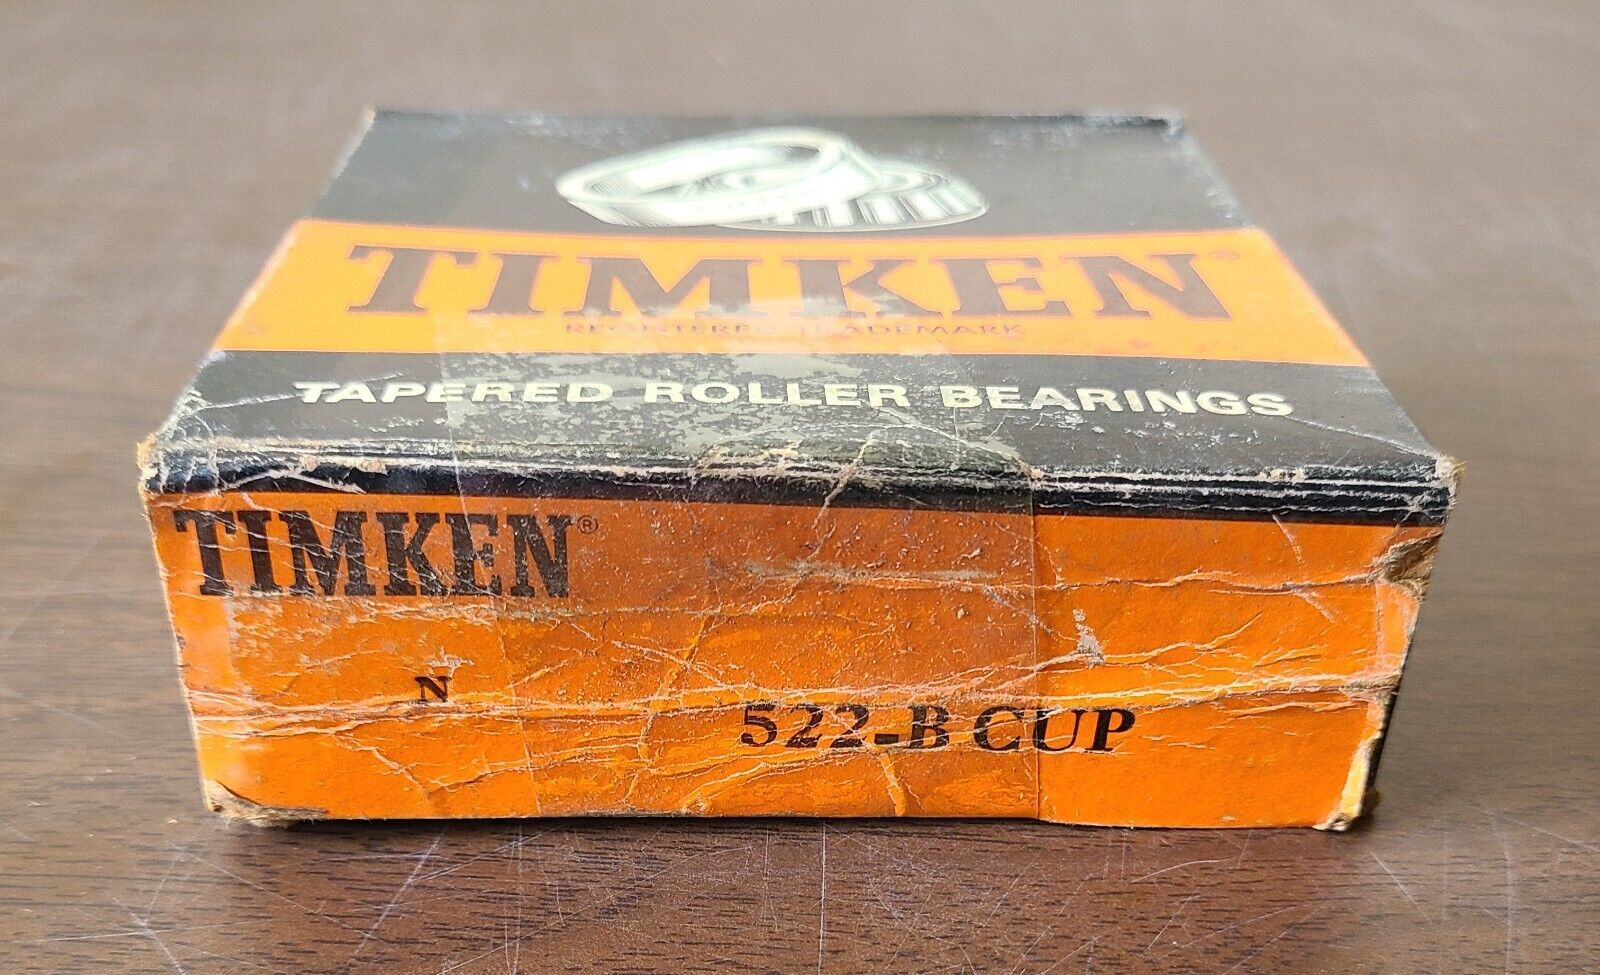 TIMKEN®
REGISTERED TRADEMARK
TAPERED ROLLER BEARINGS
TIMKEN®
N
522-B CUP